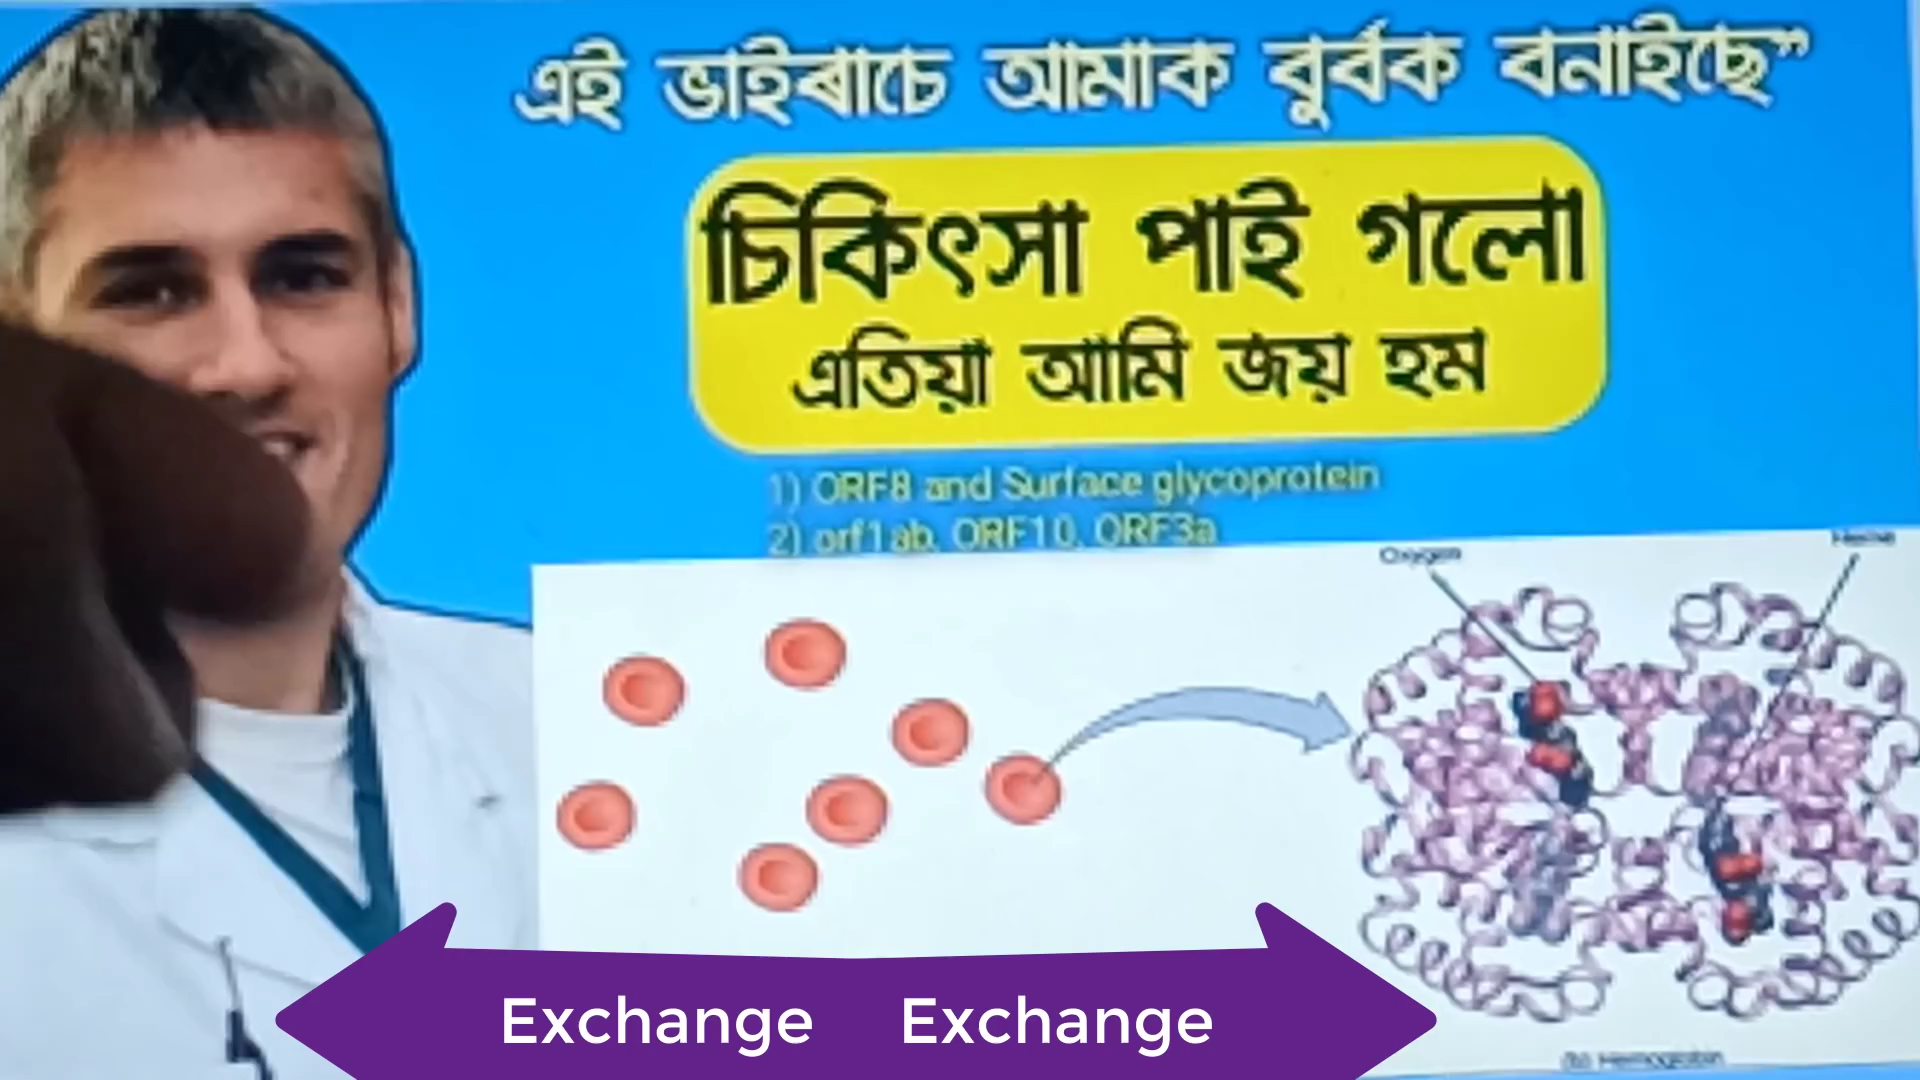 এই ভাইৰাচে আমাক বুৰ্বক বনাইছে”
চিকিৎসা পাই গলো
এতিয়া আমি জয় হম
1) ORF8 and Surface glycoprotein
2) orf1ab, ORF10, ORF3a
Oxygen
Heme
Exchange Exchange
(b) Hemoglobin